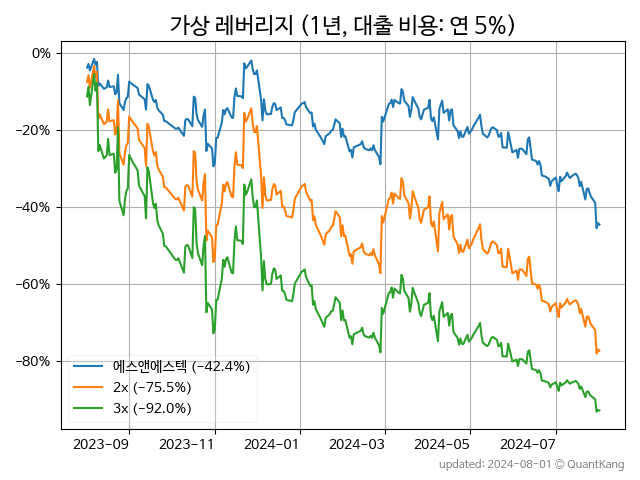 가상 레버리지 (1년, 대출 비용: 연 5%)
0%
−20%
−40%
−60%
−80%
에스앤에스텍 (−42.4%)
2x (−75.5%)
3x (−92.0%)
2023-09
2023-11
2024-01
2024-03
2024-05
2024-07
updated: 2024-08-01 © QuantKang